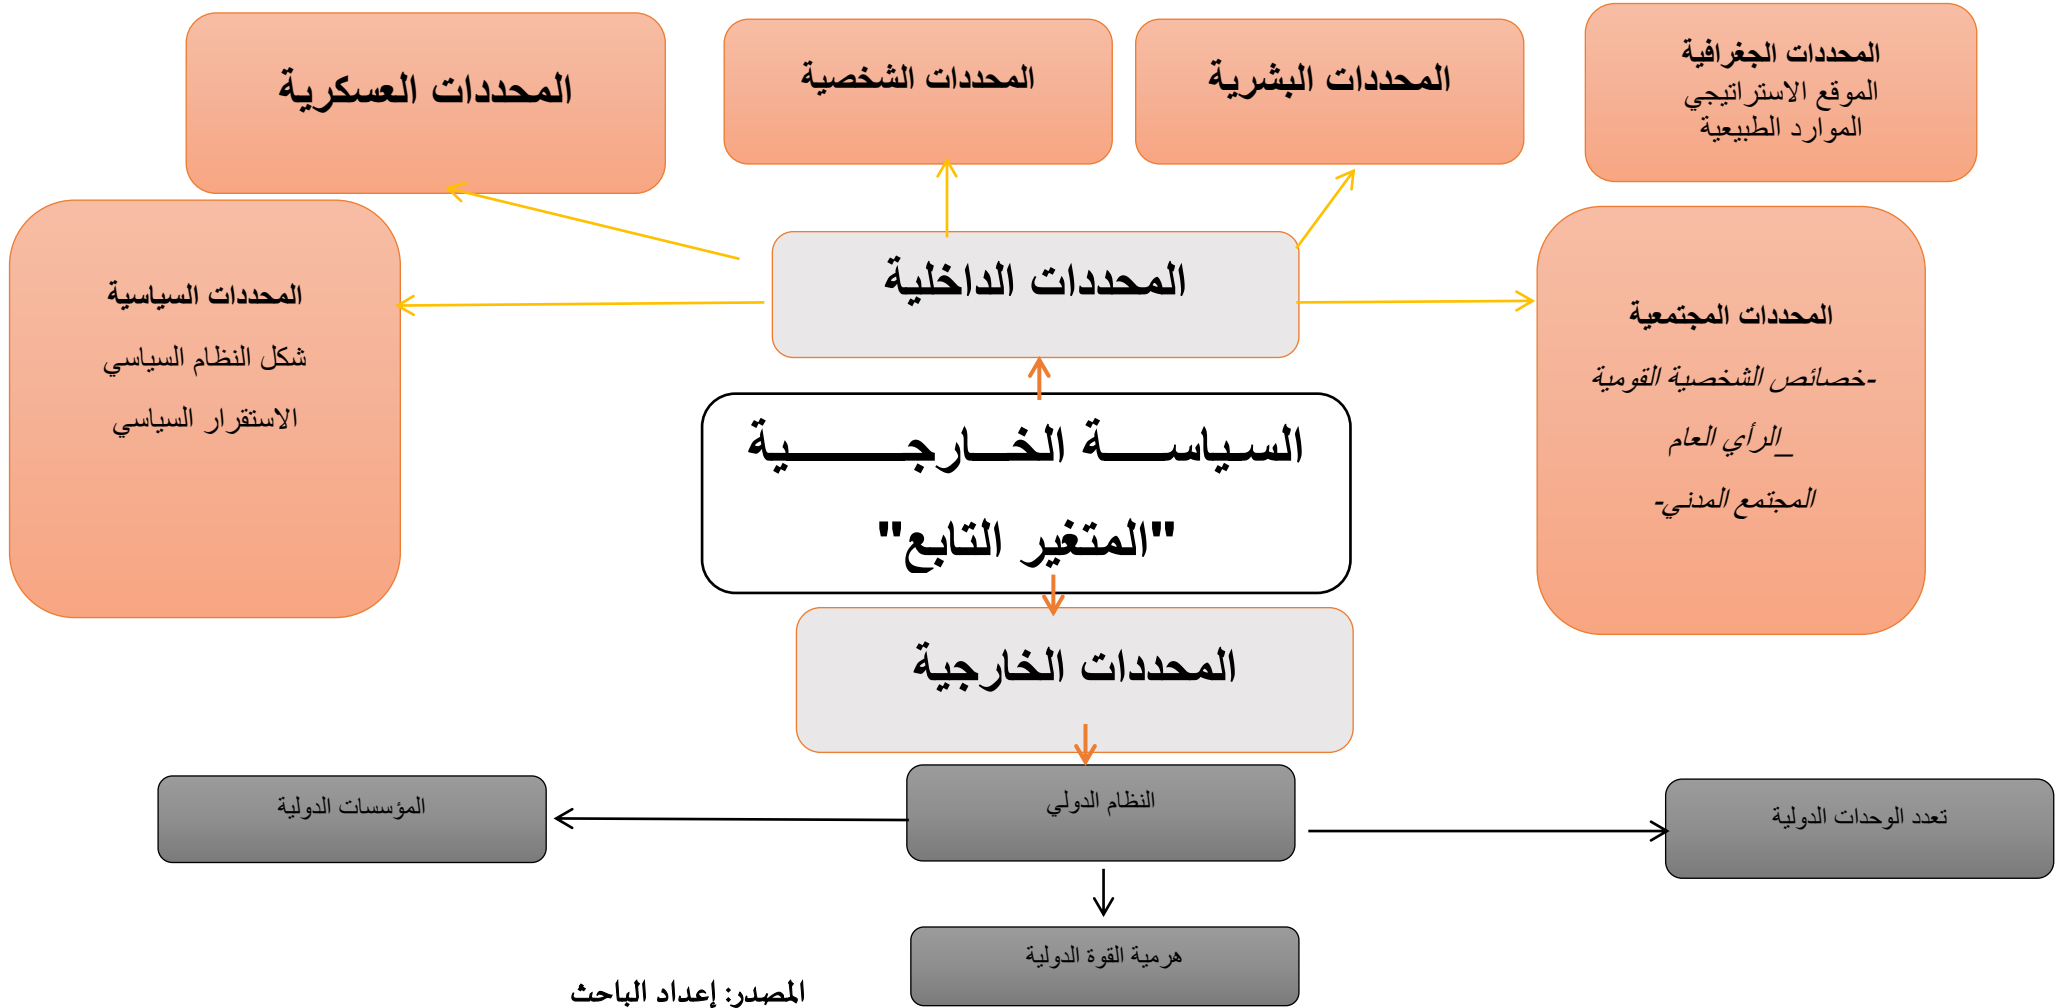 المحددات الجغرافية
الموقع الاستراتيجي
الموارد الطبيعية
المحددات البشرية
المحددات الشخصية
المحددات العسكرية
المحددات الداخلية
المحددات المجتمعية
-خصائص الشخصية القومية
_الرأي العام
المجتمع المدني-
المحددات السياسية
شكل النظام السياسي
الاستقرار السياسي
السـياســـــة الخـــارجــــــــــية
"المتغير التابع"
المحددات الخارجية
النظام الدولي
تعدد الوحدات الدولية
المؤسسات الدولية
هرمية القوة الدولية
المصدر: إعداد الباحث